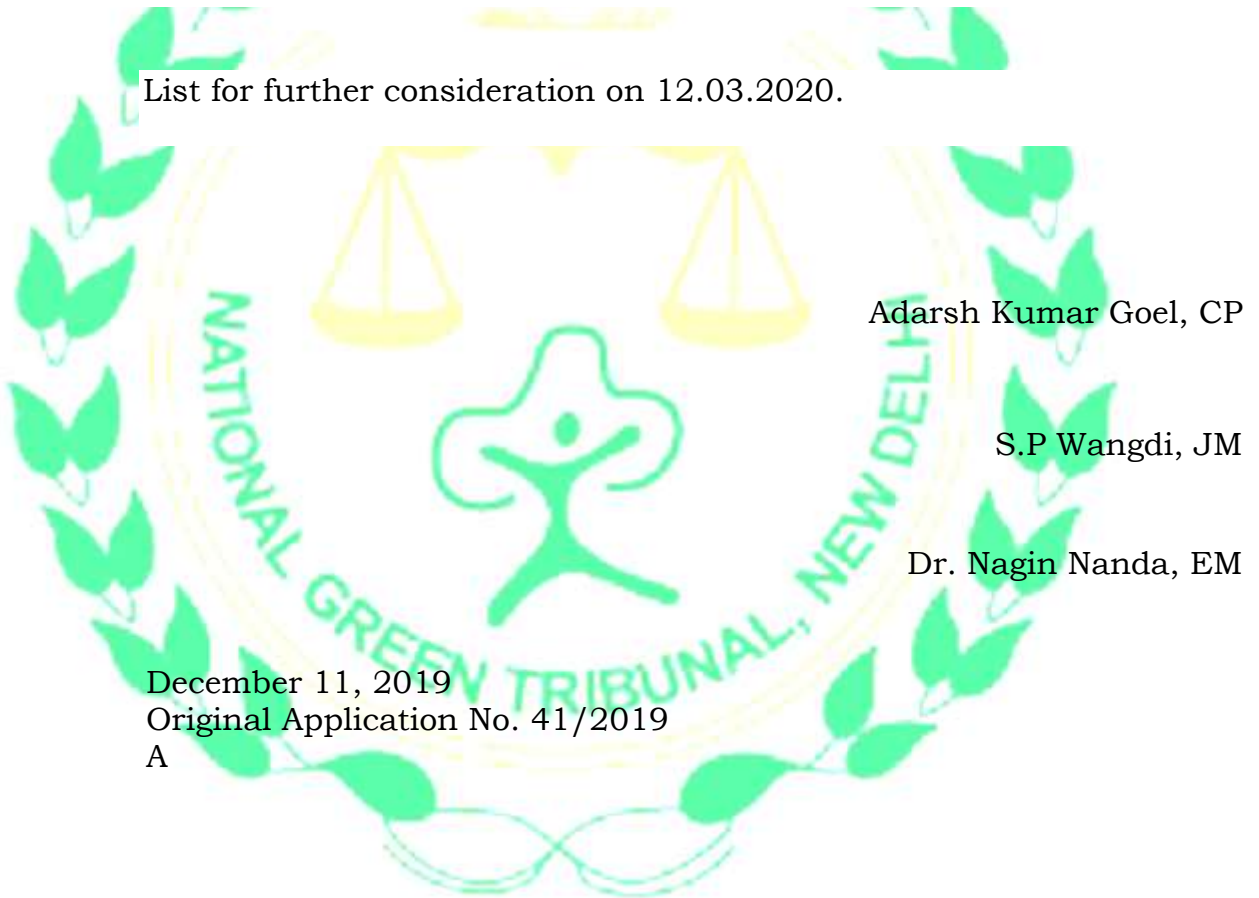 List for further consideration on 12.03.2020.
Adarsh Kumar Goel, CP
S.P Wangdi, JM
Dr. Nagin Nanda, EM
December 11, 2019
Original Application No. 41/2019
A
NATIONAL GREEN TRIBUNAL, NEW DELHI